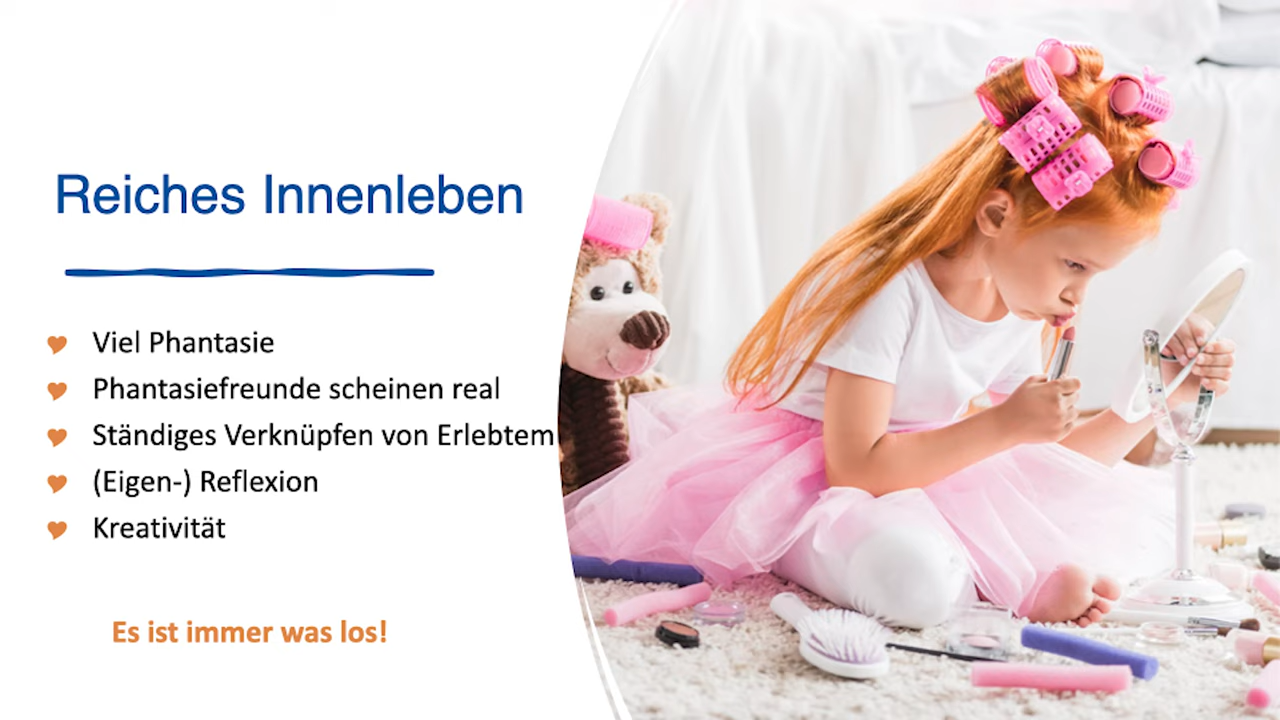 Reiches Innenleben
Viel Phantasie
Phantasiefreunde scheinen real
Ständiges Verknüpfen von Erlebtem
(Eigen-) Reflexion
Kreativität
Es ist immer was los!